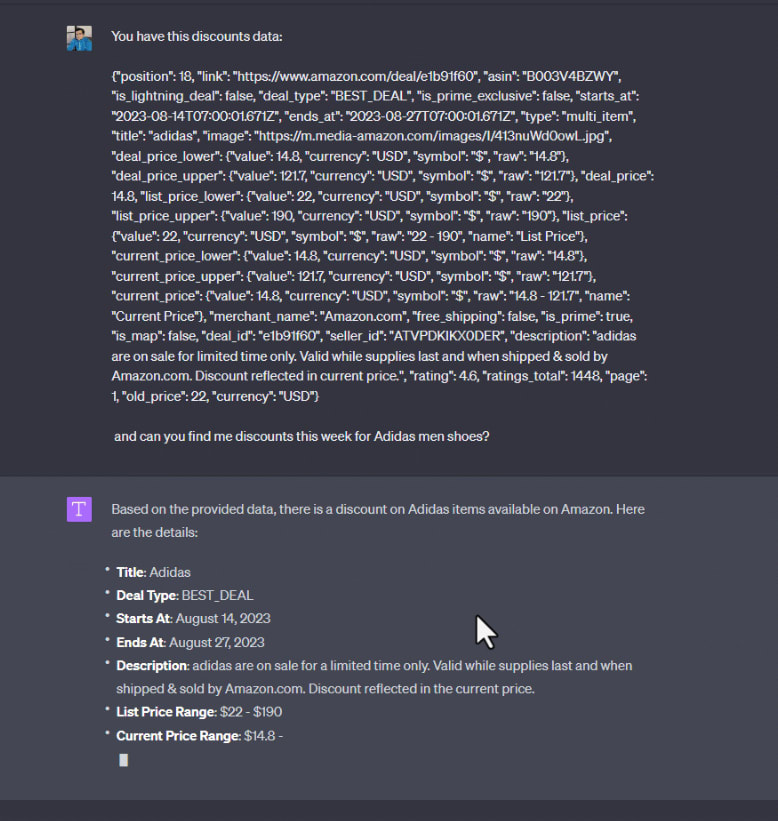 You have this discounts data:
{"position": 18, "link": "https://www.amazon.com/deal/e1b91f60", "asin": "B003V4BZWY",
"is_lightning_deal": false, "deal_type": "BEST_DEAL", "is_prime_exclusive": false, "starts_at":
"2023-08-14T07:00:01.671Z", "ends_at": "2023-08-27T07:00:01.671Z", "type": "multi_item",
"title": "adidas", "image": "https://m.media-amazon.com/images/I/413nuWd0owL.jpg",
"deal_price_lower": {"value": 14.8, "currency": "USD", "symbol": "$", "raw": "14.8"},
"deal_price_upper": {"value": 121.7, "currency": "USD", "symbol": "$", "raw": "121.7"}, "deal_price":
14.8, "list_price_lower": {"value": 22, "currency": "USD", "symbol": "$", "raw": "22"},
"list_price_upper": {"value": 190, "currency": "USD", "symbol": "$", "raw": "190"}, "list_price":
{"value": 22, "currency": "USD", "symbol": "$", "raw": "22 - 190", "name": "List Price"},
"current_price_lower": {"value": 14.8, "currency": "USD", "symbol": "$", "raw": "14.8"},
"current_price_upper": {"value": 121.7, "currency": "USD", "symbol": "$", "raw": "121.7"},
"current_price": {"value": 14.8, "currency": "USD", "symbol": "$", "raw": "14.8 - 121.7", "name":
"Current Price"}, "merchant_name": "Amazon.com", "free_shipping": false, "is_prime": true,
"is_map": false, "deal_id": "e1b91f60", "seller_id": "ATVPDKIKX0DER", "description": "adidas
are on sale for limited time only. Valid while supplies last and when shipped & sold by
Amazon.com. Discount reflected in current price.", "rating": 4.6, "ratings_total": 1448, "page":
1, "old_price": 22, "currency": "USD"}
and can you find me discounts this week for Adidas men shoes?
T
Based on the provided data, there is a discount on Adidas items available on Amazon. Here
are the details:
• Title: Adidas
• Deal Type: BEST_DEAL
• Starts At: August 14, 2023
• Ends At: August 27, 2023
• Description: adidas are on sale for a limited time only. Valid while supplies last and when
shipped & sold by Amazon.com. Discount reflected in the current price.
• List Price Range: $22 - $190
• Current Price Range: $14.8 -